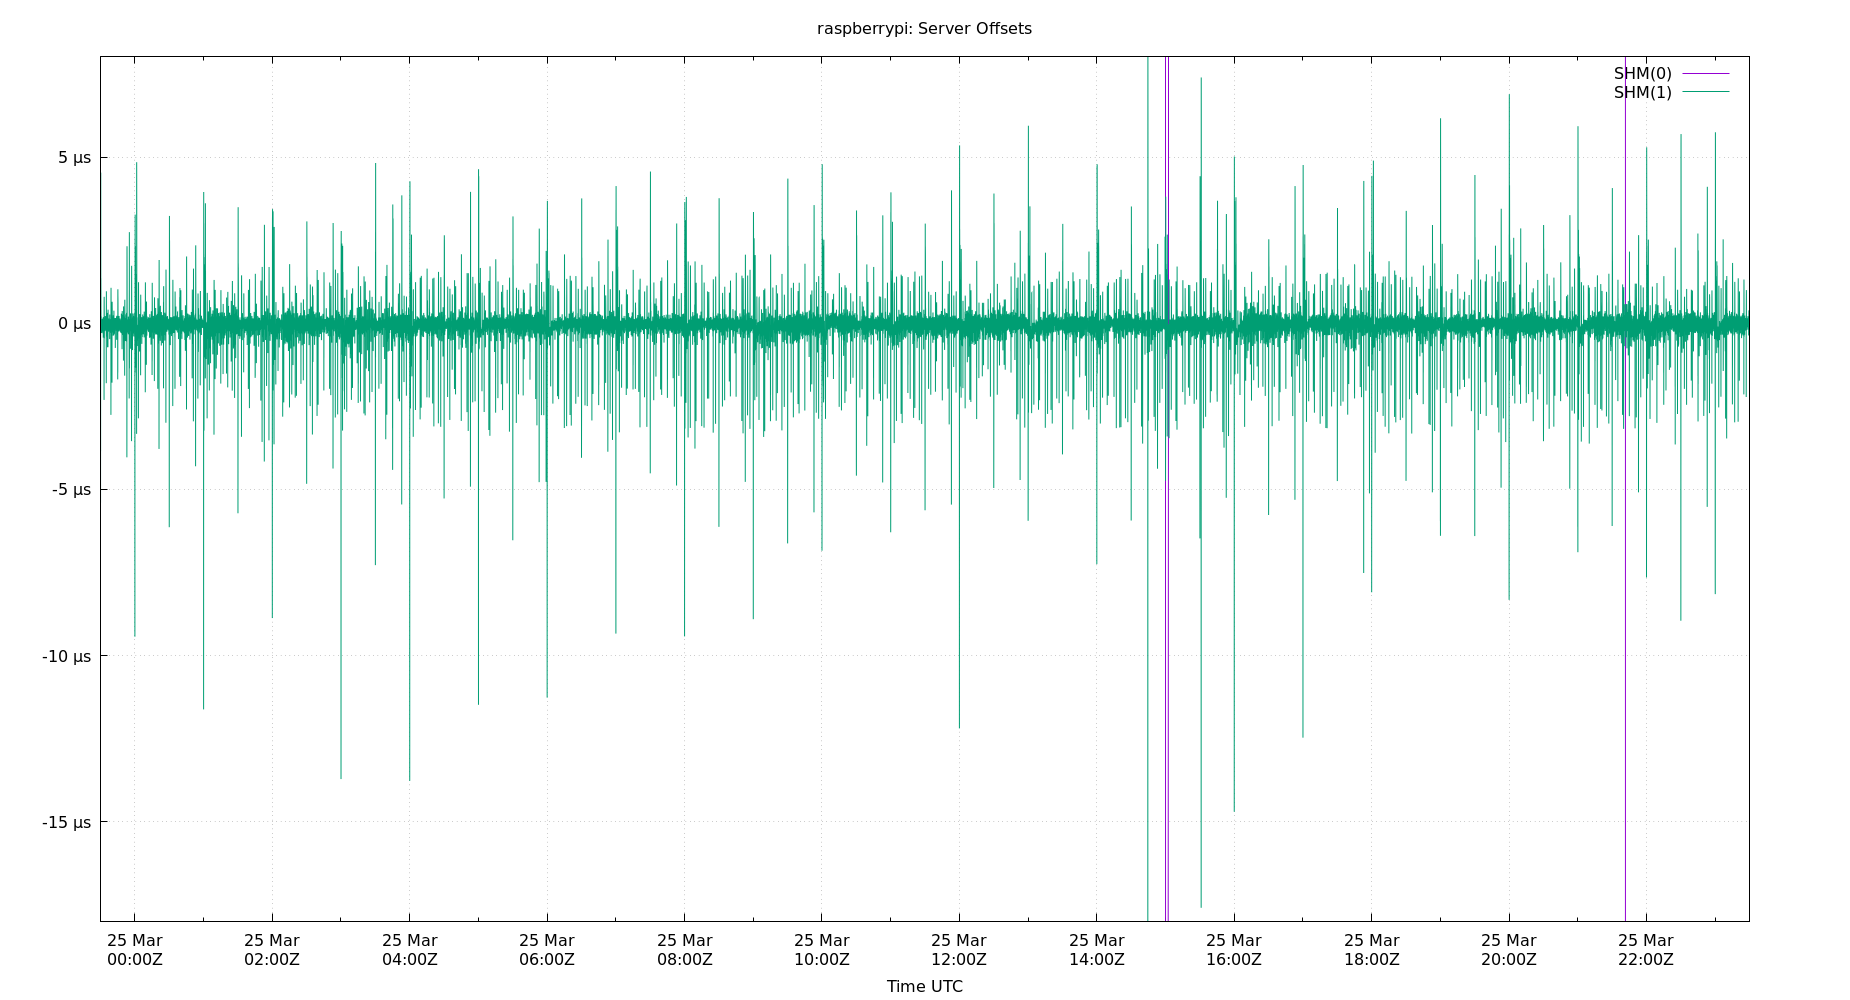 raspberrypi: Server Offsets
SHM(0)
SHM(1)
5 µs
0 µs
-5 µs
-10 µs
-15 µs
25 Mar 25 Mar 25 Mar 25 Mar 25 Mar 25 Mar 25 Mar 25 Mar 25 Mar 25 Mar 25 Mar 25 Mar
00:00Z 02:00Z 04:00Z 06:00Z 08:00Z 10:00Z 12:00Z 14:00Z 16:00Z 18:00Z 20:00Z 22:00Z
Time UTC